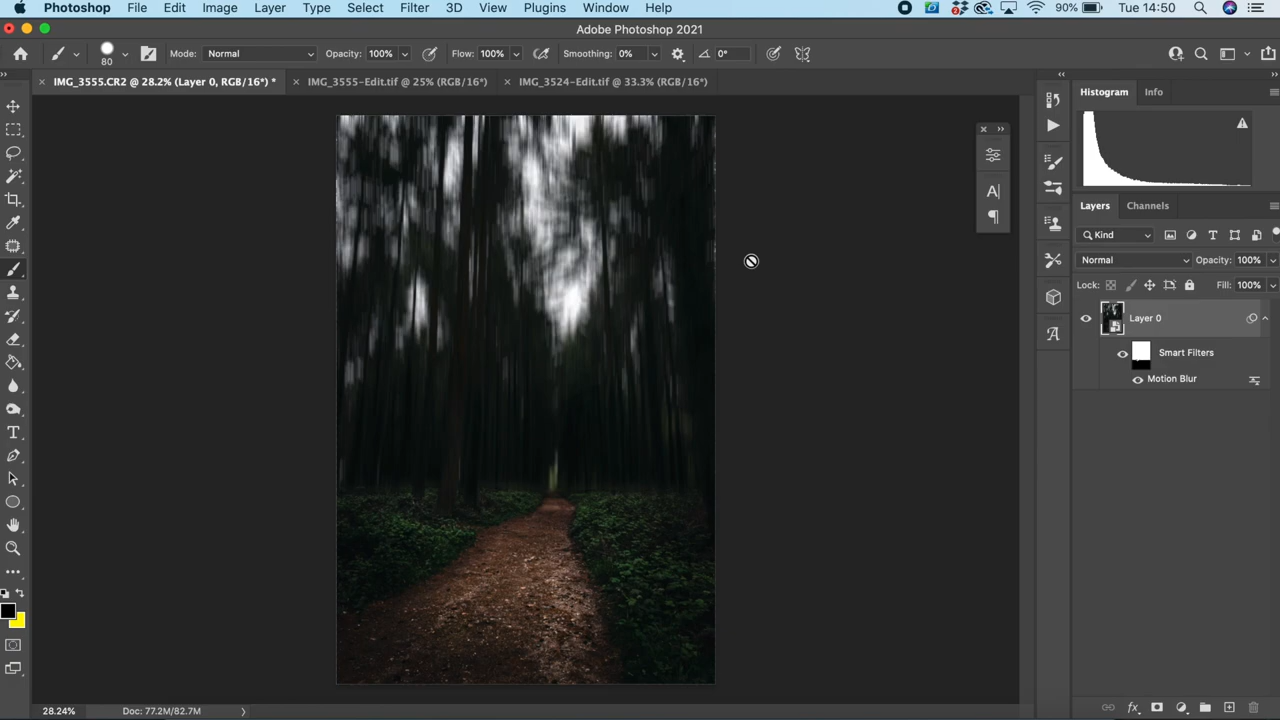 Photoshop File Edit Image Layer Type Select Filter 3D View Plugins Window Help 90% Tue 14:50
Adobe Photoshop 2021
80 Mode: Normal Opacity: 100% Flow: 100% Smoothing: 0% 0°
IMG_3555.CR2 @ 28.2% (Layer 0, RGB/16*) * IMG_3555-Edit.tif @ 25% (RGB/16*) IMG_3524-Edit.tif @ 33.3% (RGB/16*)
Histogram Info
Layers Channels
Kind
Normal Opacity: 100%
Lock: Fill: 100%
Layer 0
Smart Filters
Motion Blur
28.24% Doc: 77.2M/82.7M